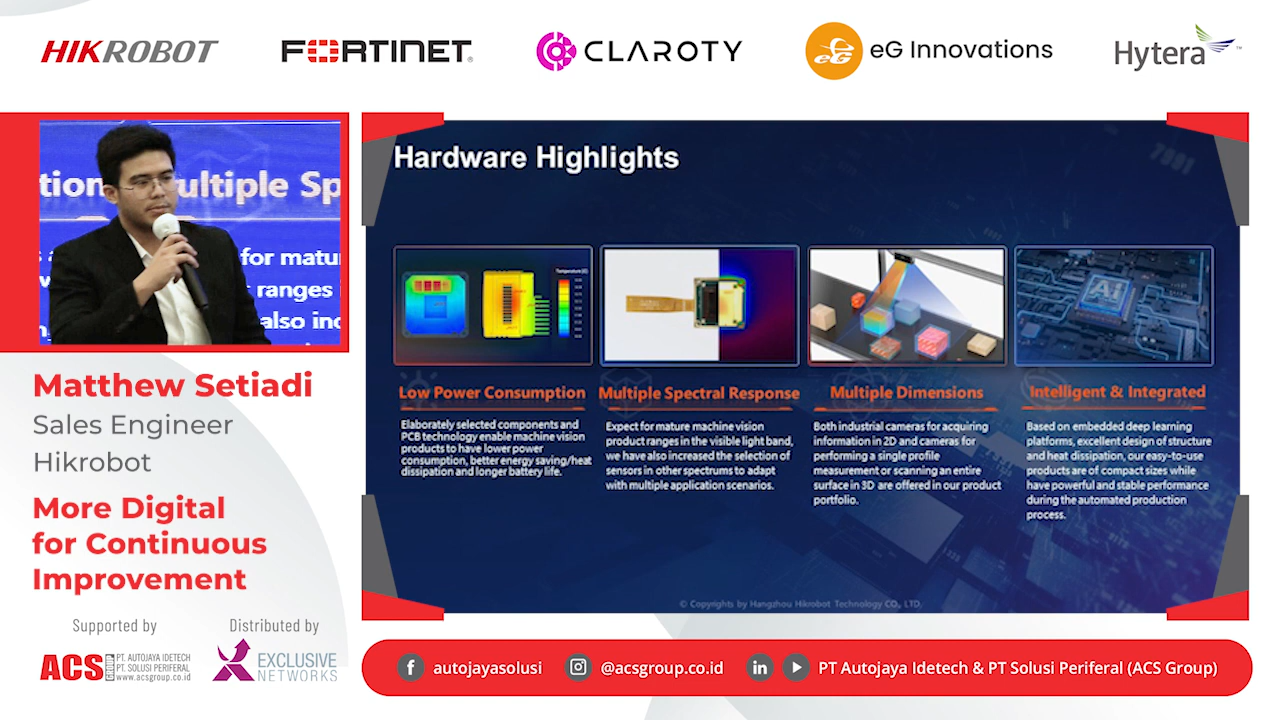 HIKROBOT
FORTINET
CLAROTY
eG Innovations
Hytera
Hardware Highlights
Low Power Consumption
Elaborately selected components and
PCB technology enable machine vision
products to have lower power
consumption, better energy saving/heat
dissipation and longer battery life.
Multiple Spectral Response
Expect for mature machine vision
product ranges in the visible light band,
we have also increased the selection of
sensors in other spectrums to adapt
with multiple application scenarios.
Multiple Dimensions
Both industrial cameras for acquiring
information in 2D and cameras for
performing a single profile
measurement or scanning an entire
surface in 3D are offered in our product
portfolio.
AI
Intelligent & Integrated
Based on embedded deep learning
platforms, excellent design of structure
and heat dissipation, our easy-to-use
products are of compact sizes while
have powerful and stable performance
during the automated production
process.
© Copyrights by Hangzhou Hikrobot Technology CO., LTD.
tion ultiple Sp
for matu
ranges
also inc
Matthew Setiadi
Sales Engineer
Hikrobot
More Digital
for Continuous
Improvement
Supported by
ACS
PT. AUTOJAYA IDETECH
PT. SOLUSI PERIFERAL
www.acsgroup.co.id
Distributed by
EXCLUSIVE
NETWORKS
autojayasolusi
@acsgroup.co.id
PT Autojaya Idetech & PT Solusi Periferal (ACS Group)